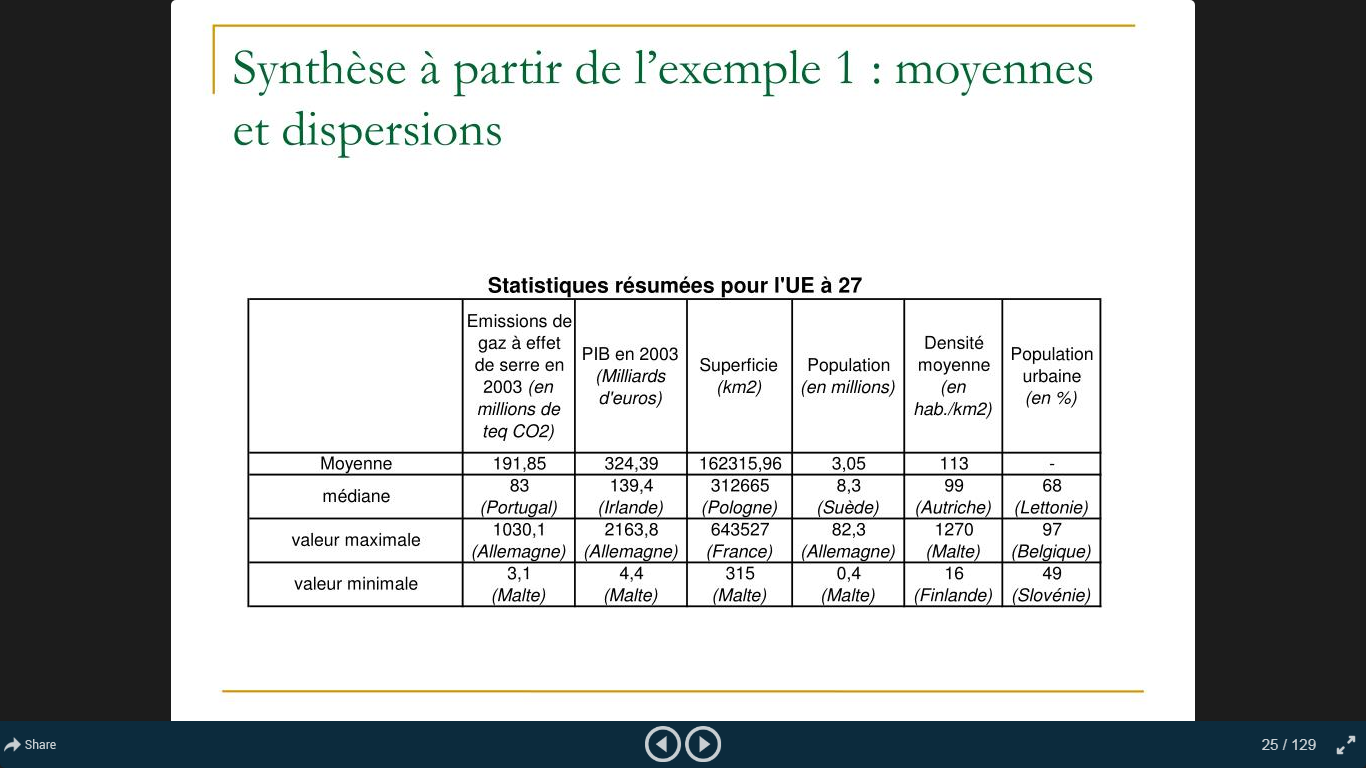 Synthèse à partir de l’exemple 1 : moyennes
et dispersions
Statistiques résumées pour l'UE à 27
Emissions de
gaz à effet
de serre en
2003 (en
millions de
teq CO2)
PIB en 2003
(Milliards
d'euros)
Superficie
(km2)
Population
(en millions)
Densité
moyenne
(en
hab./km2)
Population
urbaine
(en %)
Moyenne 191,85 324,39 162315,96 3,05 113 -
médiane
83 139,4 312665 8,3 99 68
(Portugal) (Irlande) (Pologne) (Suède) (Autriche) (Lettonie)
valeur maximale
1030,1 2163,8 643527 82,3 1270 97
(Allemagne) (Allemagne) (France) (Allemagne) (Malte) (Belgique)
valeur minimale
3,1 4,4 315 0,4 16 49
(Malte) (Malte) (Malte) (Malte) (Finlande) (Slovénie)
Share
25 / 129